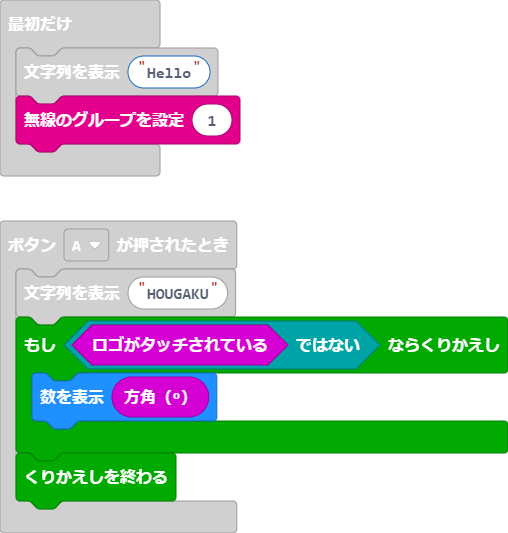 最初だけ
文字列を表示 "Hello"
無線のグループを設定 1
ボタン A が押されたとき
文字列を表示 "HOUGAKU"
もし ロゴがタッチされている ではない ならくりかえし
数を表示 方角（°）
くりかえしを終わる